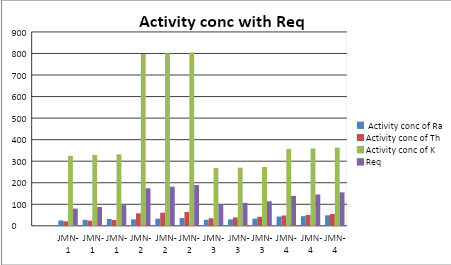 Activity conc with Req
900
800
700
600
500
400
300
200
100
0
JMN-1 JMN-1 JMN-1 JMN-2 JMN-2 JMN-2 JMN-3 JMN-3 JMN-3 JMN-4 JMN-4 JMN-4
Activity conc of Ra
Activity conc of Th
Activity conc of K
Req